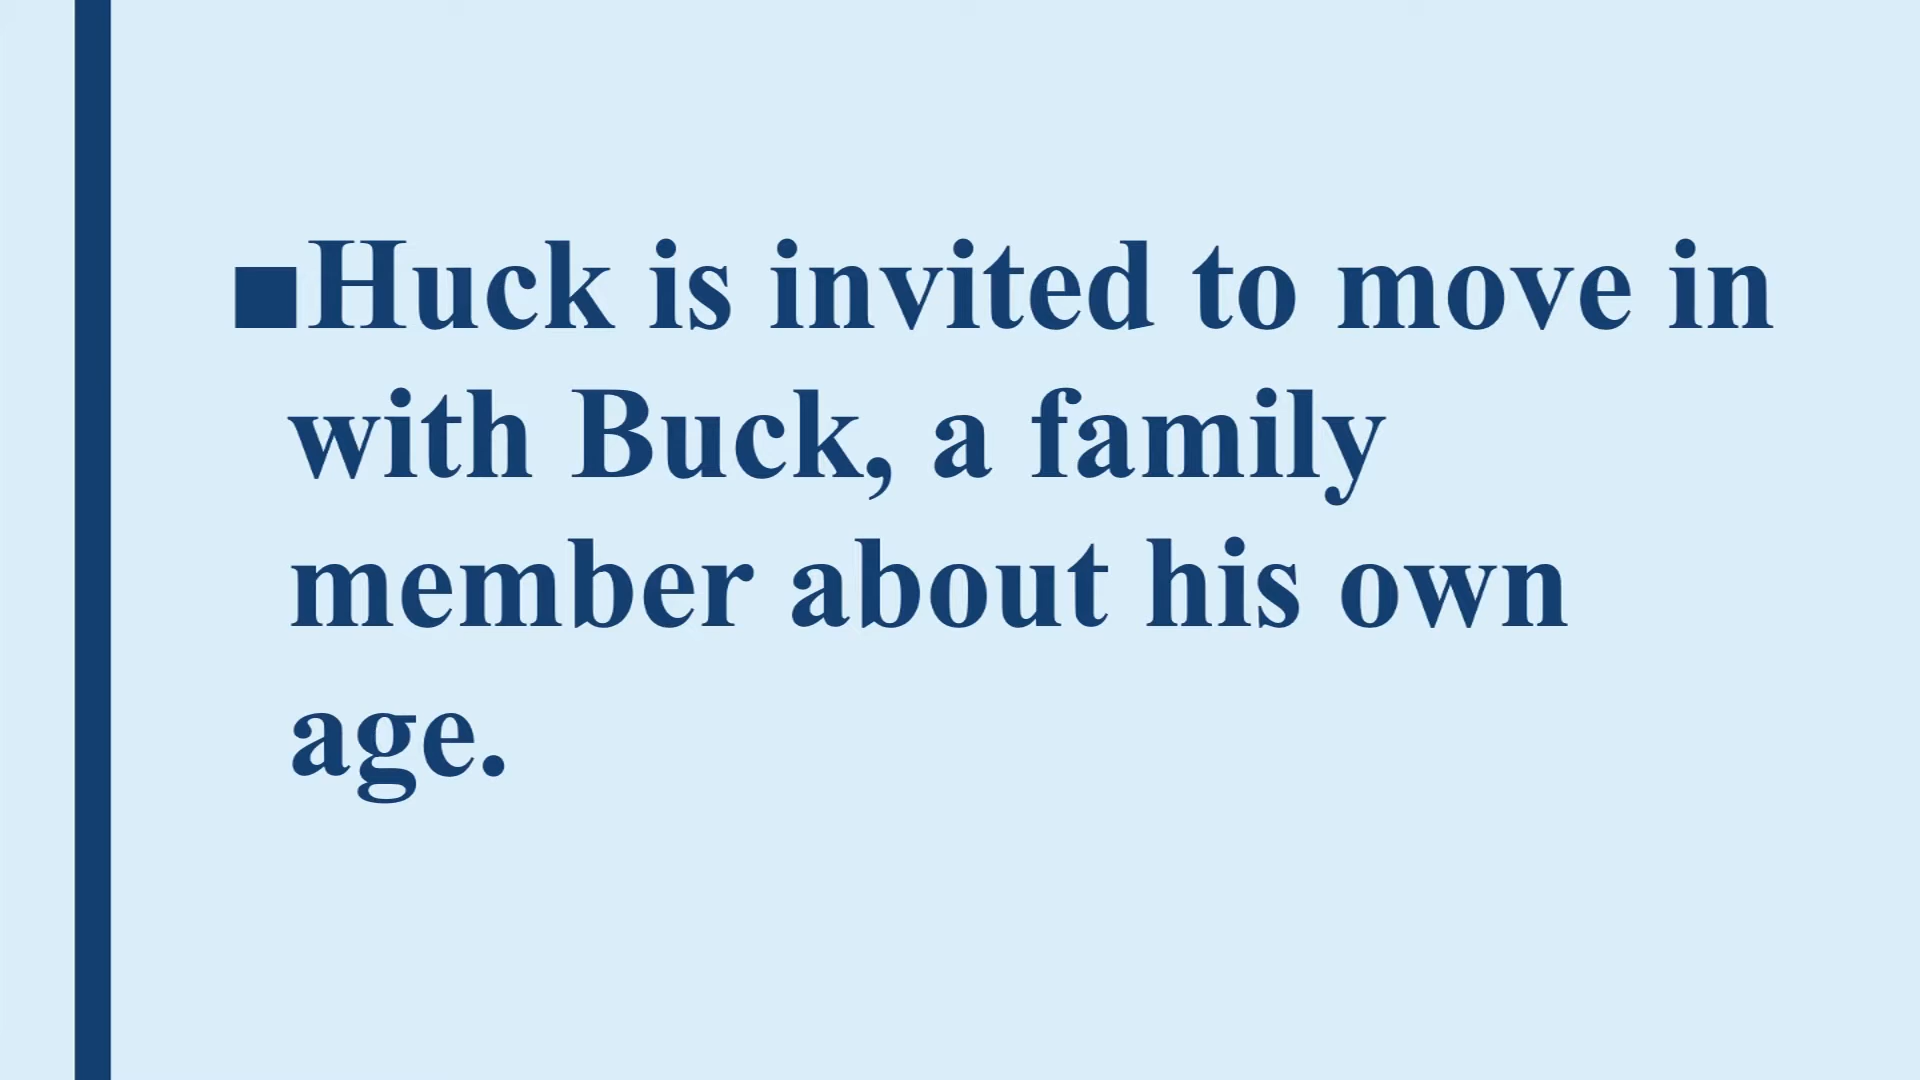 ■Huck is invited to move in
with Buck, a family
member about his own
age.